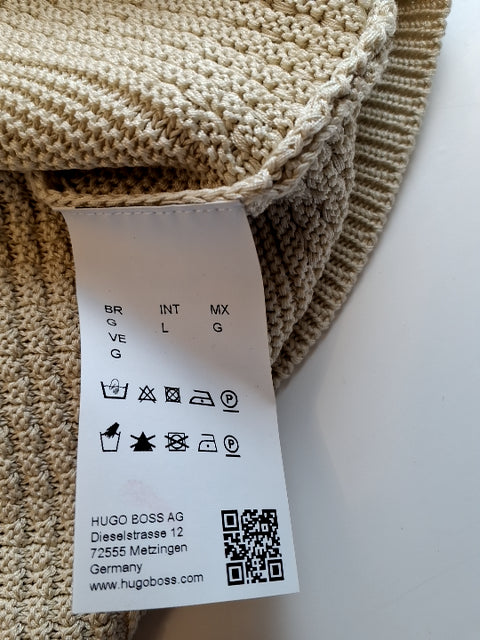 BR INT MX
G L G
VE
G
P
P
HUGO BOSS AG
Dieselstrasse 12
72555 Metzingen
Germany
www.hugoboss.com